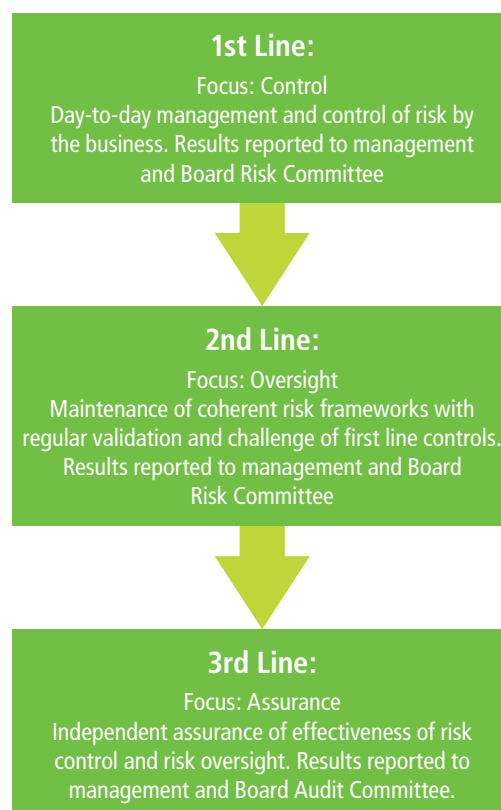 1st Line:
Focus: Control
Day-to-day management and control of risk by
the business. Results reported to management
and Board Risk Committee
2nd Line:
Focus: Oversight
Maintenance of coherent risk frameworks with
regular validation and challenge of first line controls.
Results reported to management and Board
Risk Committee
3rd Line:
Focus: Assurance
Independent assurance of effectiveness of risk
control and risk oversight. Results reported to
management and Board Audit Committee.